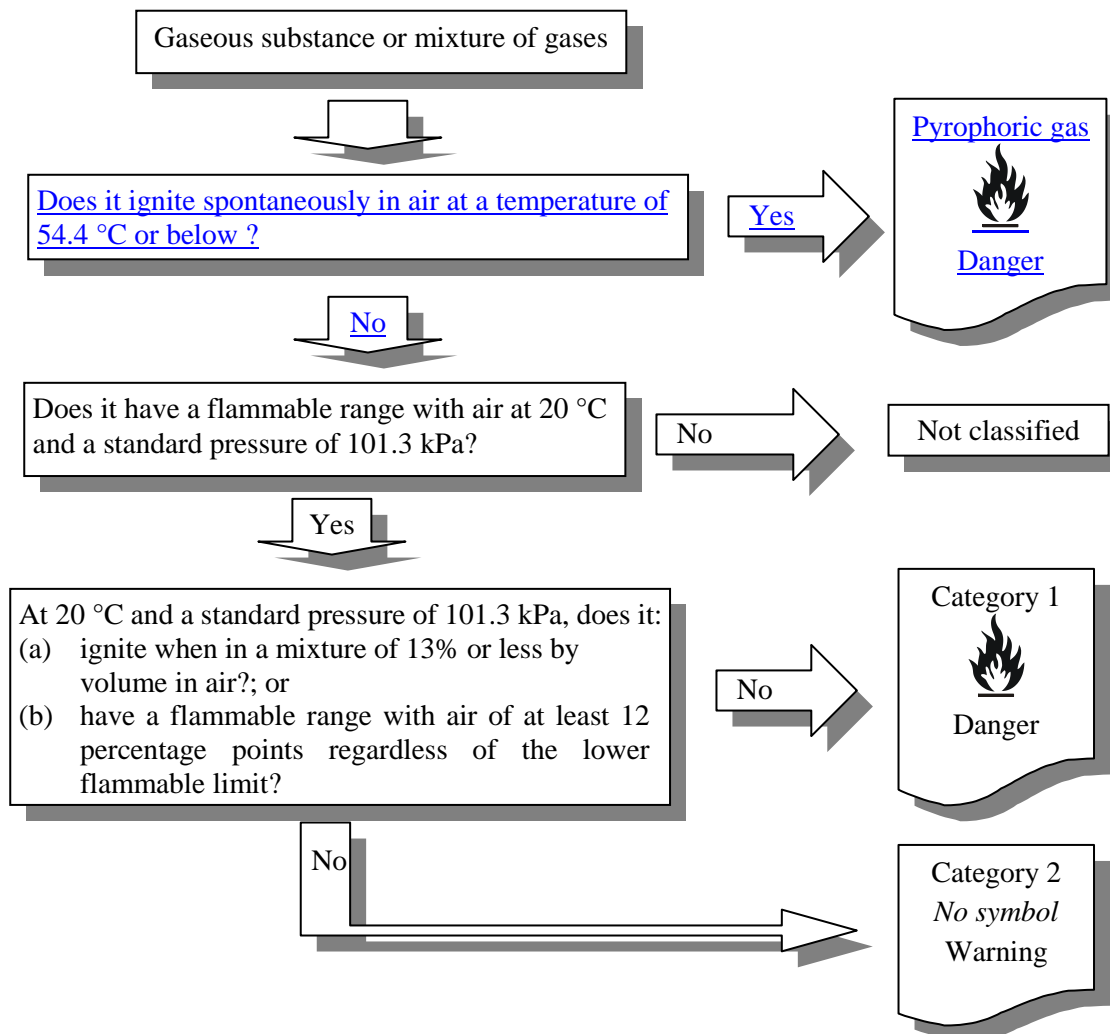 Gaseous substance or mixture of gases
Does it ignite spontaneously in air at a temperature of
54.4 °C or below ?
Yes
Pyrophoric gas
Danger
No
Does it have a flammable range with air at 20 °C
and a standard pressure of 101.3 kPa?
No
Not classified
Yes
At 20 °C and a standard pressure of 101.3 kPa, does it:
(a) ignite when in a mixture of 13% or less by
volume in air?; or
(b) have a flammable range with air of at least 12
percentage points regardless of the lower
flammable limit?
No
Category 1
Danger
No
Category 2
No symbol
Warning